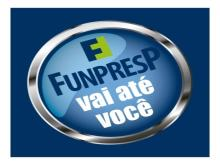 FUNPRESP
vai até
você